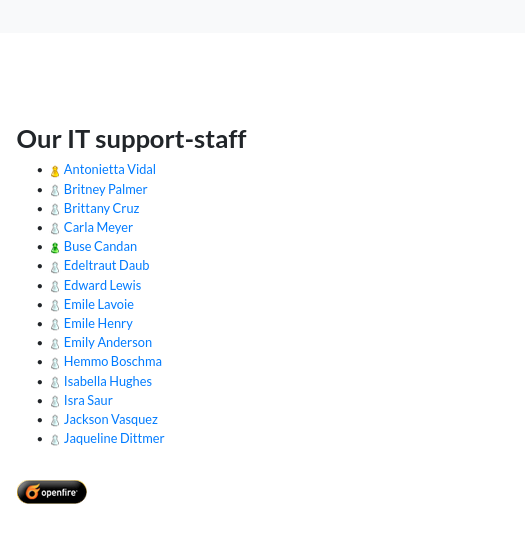 Our IT support-staff
Antonietta Vidal
Britney Palmer
Brittany Cruz
Carla Meyer
Buse Candan
Edeltraut Daub
Edward Lewis
Emile Lavoie
Emile Henry
Emily Anderson
Hemmo Boschma
Isabella Hughes
Isra Saur
Jackson Vasquez
Jaqueline Dittmer
openfire